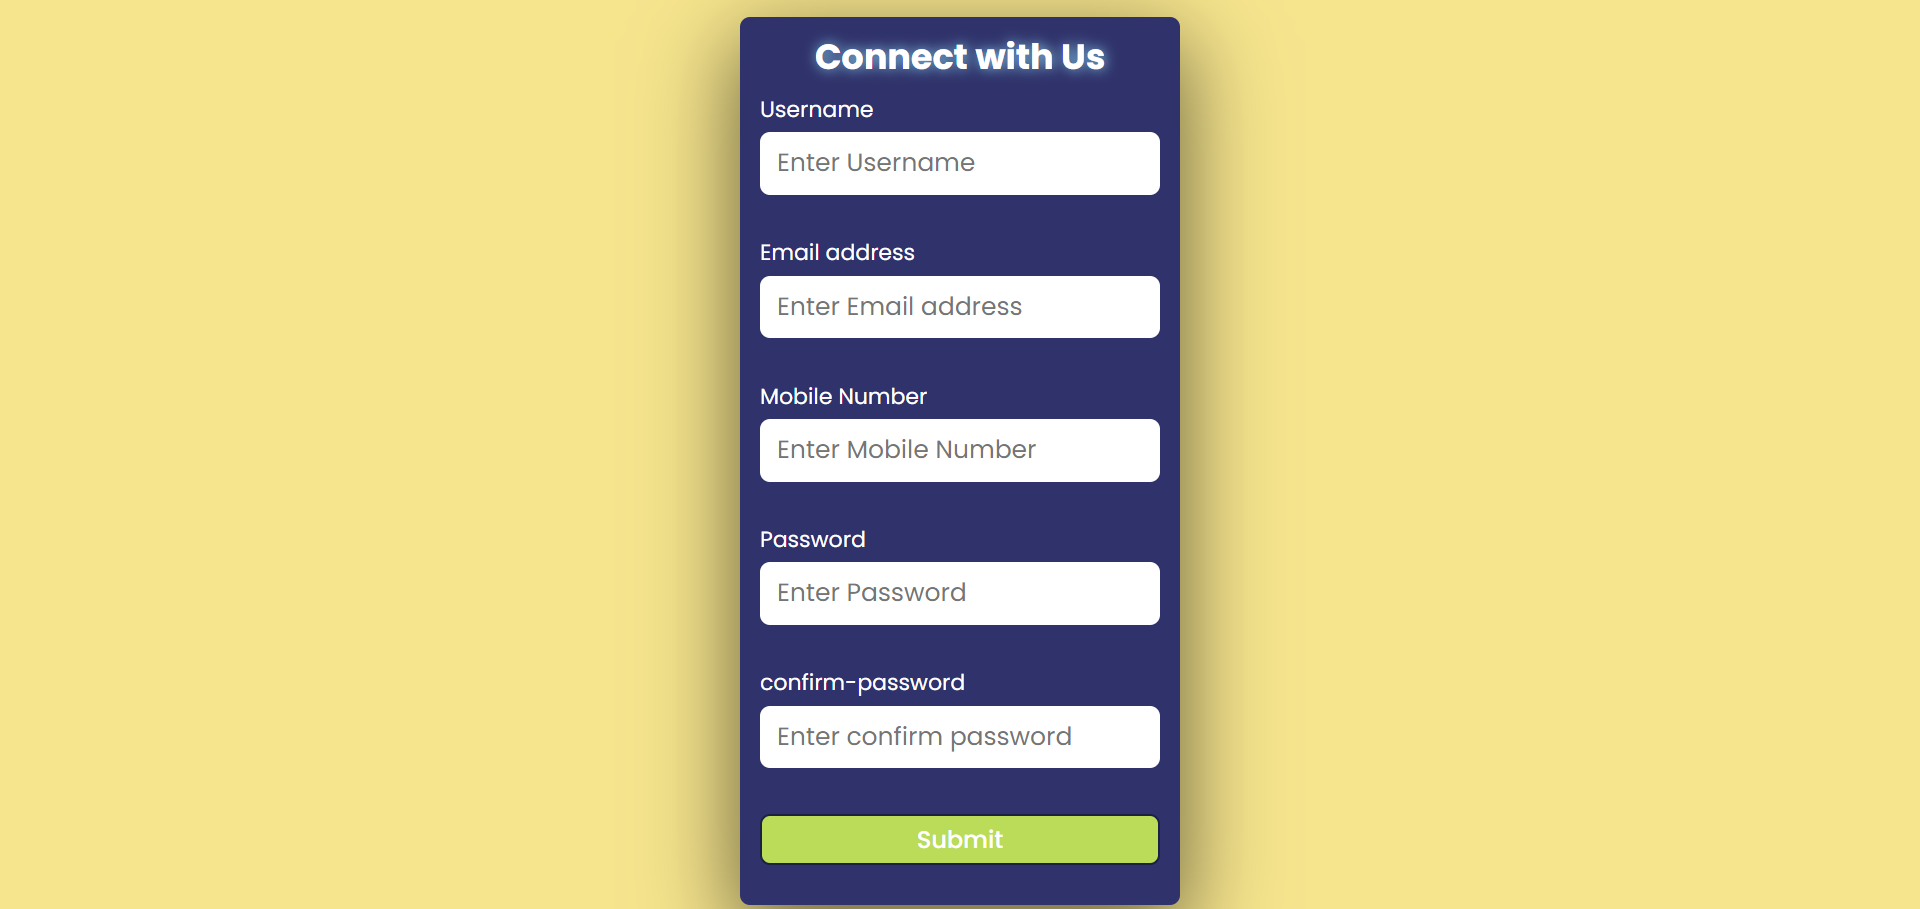 Connect with Us
Username
Enter Username
Email address
Enter Email address
Mobile Number
Enter Mobile Number
Password
Enter Password
confirm-password
Enter confirm password
Submit